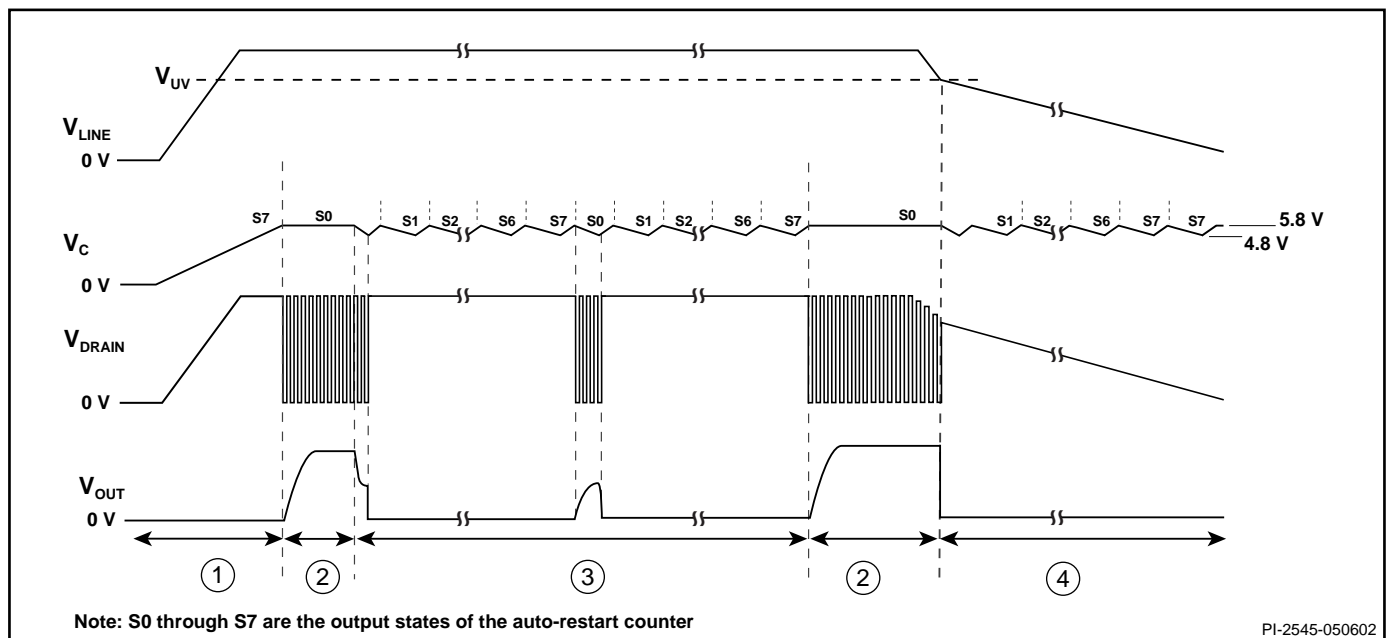 V_UV
V_LINE
0 V
S7 S0 S1 S2 S6 S7 S0 S1 S2 S6 S7 S0 S1 S2 S6 S7 S7 5.8 V
4.8 V
V_C
0 V
V_DRAIN
0 V
V_OUT
0 V
1 2 3 2 4
Note: S0 through S7 are the output states of the auto-restart counter
PI-2545-050602